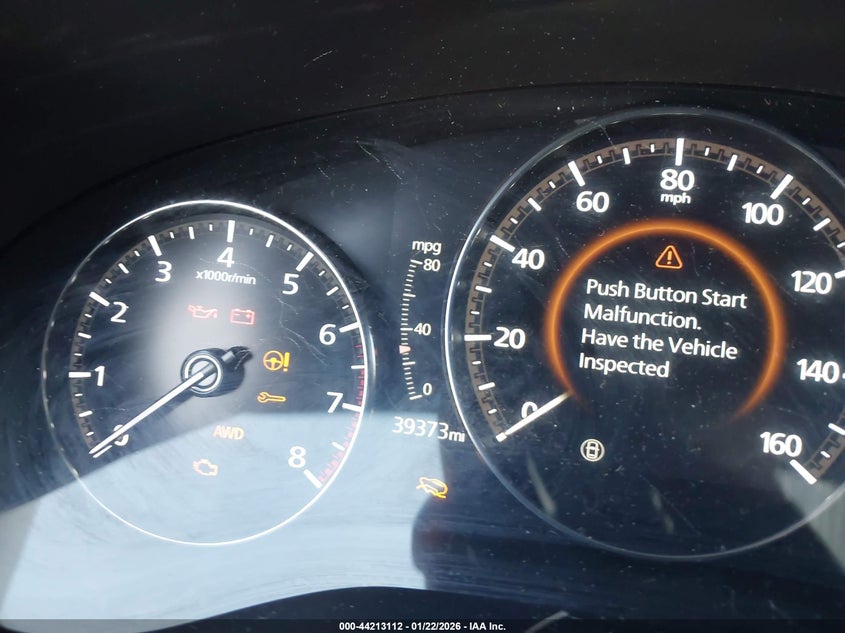 x1000r/min
0
1
2
3
4
5
6
7
8
AWD
mpg
80
40
0
39373mi
0
20
40
60
80
mph
100
120
140
160
Push Button Start
Malfunction.
Have the Vehicle
Inspected
000-44213112 - 01/22/2026 - IAA Inc.